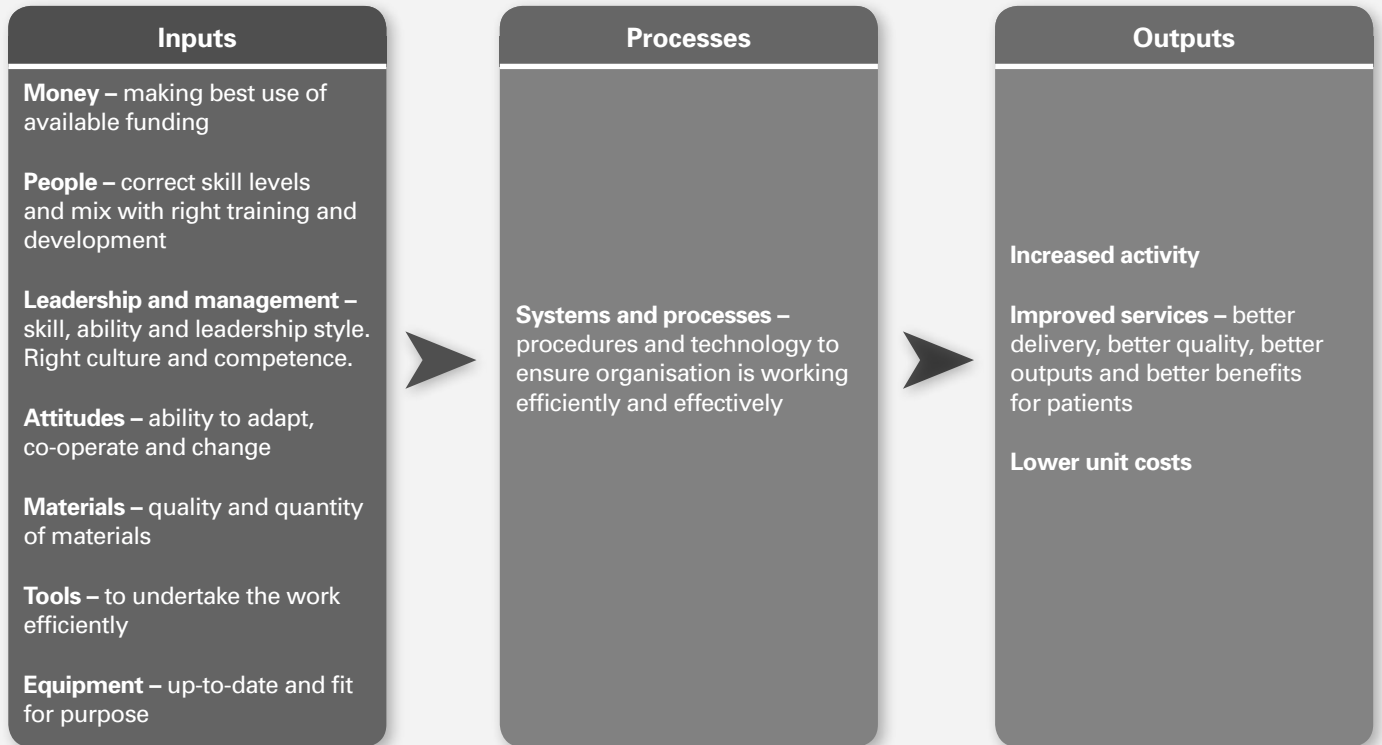 Inputs
Money – making best use of
available funding
People – correct skill levels
and mix with right training and
development
Leadership and management –
skill, ability and leadership style.
Right culture and competence.
Attitudes – ability to adapt,
co-operate and change
Materials – quality and quantity
of materials
Tools – to undertake the work
efficiently
Equipment – up-to-date and fit
for purpose
Processes
Systems and processes –
procedures and technology to
ensure organisation is working
efficiently and effectively
Outputs
Increased activity
Improved services – better
delivery, better quality, better
outputs and better benefits
for patients
Lower unit costs